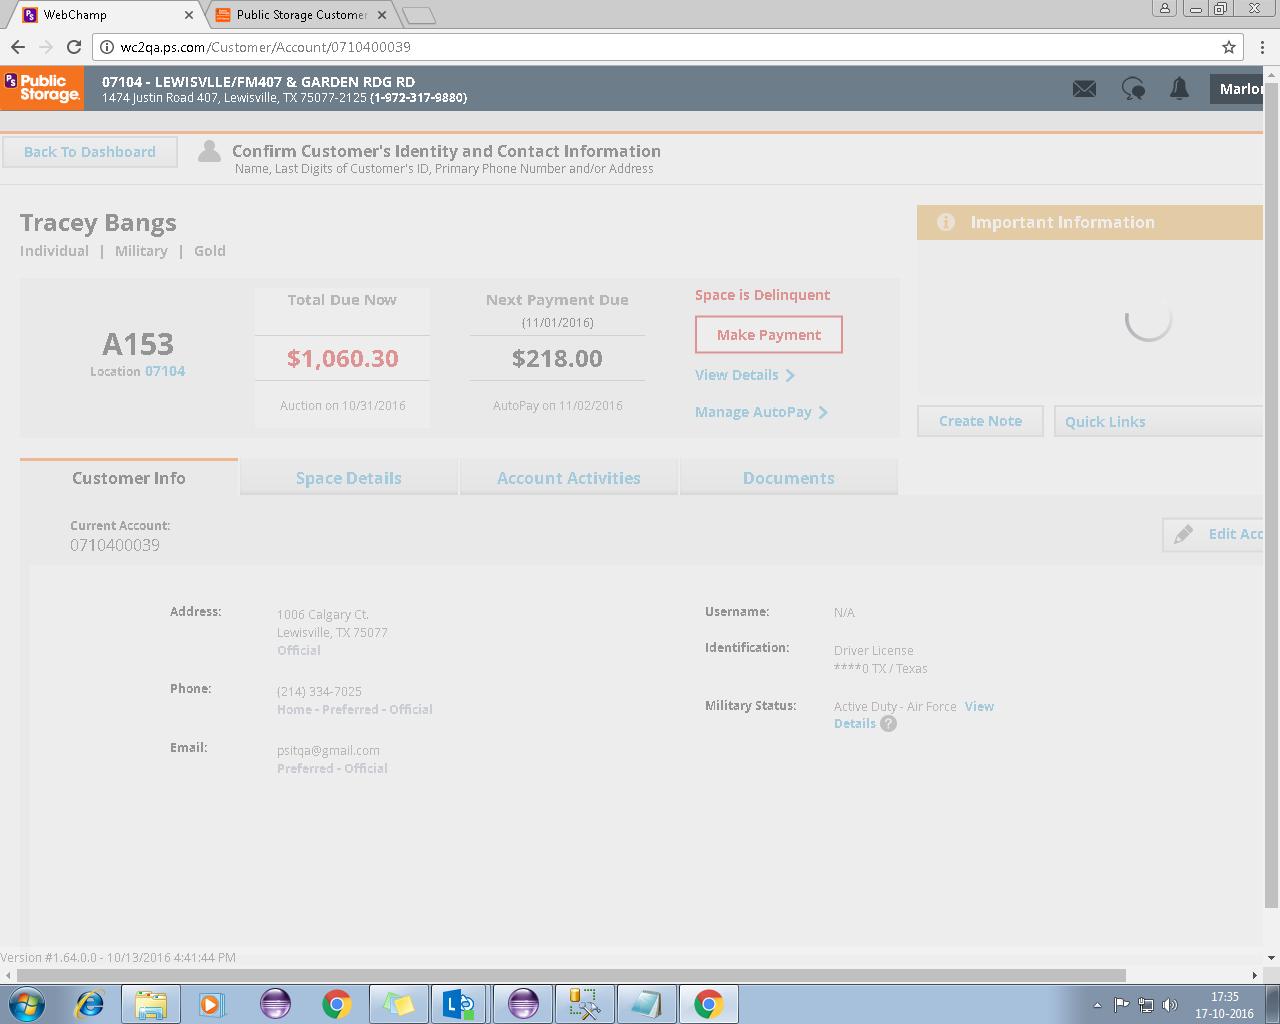 WebChamp
Public Storage Customer
wc2qa.ps.com/Customer/Account/0710400039
PS Public
Storage
07104 - LEWISVLLE/FM407 & GARDEN RDG RD
1474 Justin Road 407, Lewisville, TX 75077-2125 (1-972-317-9880)
Marlo
Back To Dashboard
Confirm Customer's Identity and Contact Information
Name, Last Digits of Customer's ID, Primary Phone Number and/or Address
Tracey Bangs
Individual | Military | Gold
Important Information
A153
Location 07104
Total Due Now
$1,060.30
Auction on 10/31/2016
Next Payment Due
(11/01/2016)
$218.00
AutoPay on 11/02/2016
Space is Delinquent
Make Payment
View Details
Manage AutoPay
Create Note
Quick Links
Customer Info
Space Details
Account Activities
Documents
Current Account:
0710400039
Edit Acc
Address:
1006 Calgary Ct.
Lewisville, TX 75077
Official
Phone:
(214) 334-7025
Home - Preferred - Official
Email:
psitqa@gmail.com
Preferred - Official
Username:
N/A
Identification:
Driver License
****0 TX / Texas
Military Status:
Active Duty - Air Force View
Details ?
Version #1.64.0.0 - 10/13/2016 4:41:44 PM
17:35
17-10-2016